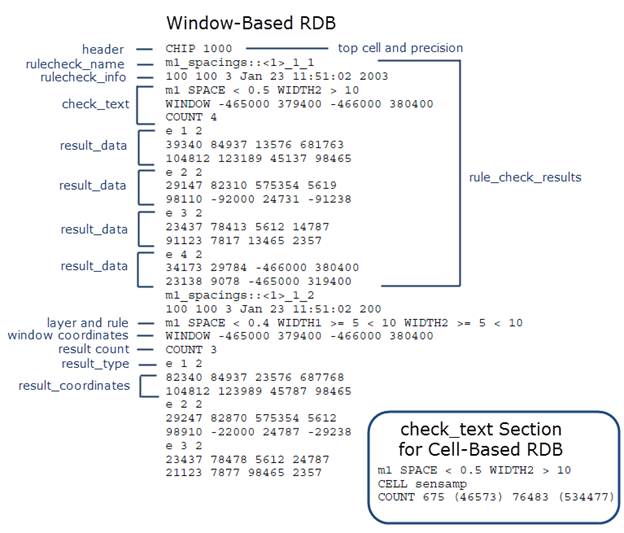 Window-Based RDB
header CHIP 1000 top cell and precision
rulecheck_name m1_spacings::<1>_1_1
rulecheck_info 100 100 3 Jan 23 11:51:02 2003
m1 SPACE < 0.5 WIDTH2 > 10
check_text WINDOW -465000 379400 -466000 380400
COUNT 4
e 1 2
result_data 39340 84937 13576 681763
104812 123189 45137 98465
e 2 2
rule_check_results
result_data 29147 82310 575354 5619
98110 -92000 24731 -91238
e 3 2
result_data 23437 78413 5612 14787
91123 7817 13465 2357
e 4 2
result_data 34173 29784 -466000 380400
23138 9078 -465000 319400
m1_spacings::<1>_1_2
100 100 3 Jan 23 11:51:02 200
layer and rule m1 SPACE < 0.4 WIDTH1 >= 5 < 10 WIDTH2 >= 5 < 10
window coordinates WINDOW -465000 379400 -466000 380400
result count COUNT 3
result_type e 1 2
result_coordinates 82340 84937 23576 687768
104812 123989 45787 98465
e 2 2
29247 82870 575354 5612
98910 -22000 24787 -29238
e 3 2
23437 78478 5612 24787
21123 7877 98465 2357
check_text Section
for Cell-Based RDB
m1 SPACE < 0.5 WIDTH2 > 10
CELL sensamp
COUNT 675 (46573) 76483 (534477)